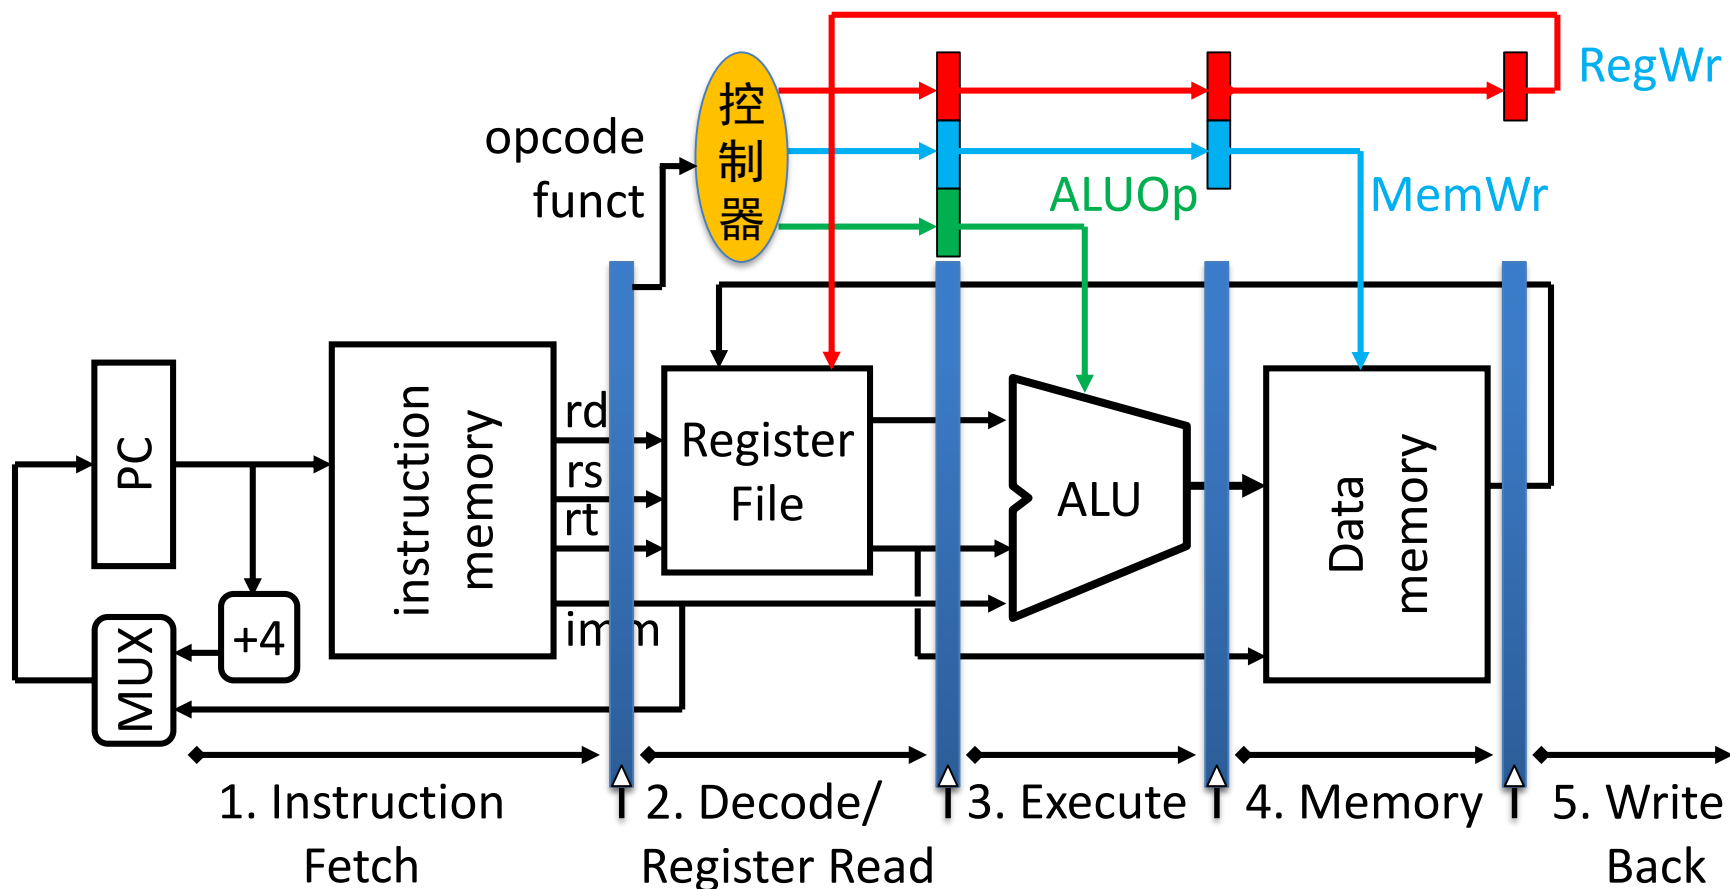 RegWr
控制器
opcode
funct
ALUOp
MemWr
PC
instruction
memory
rd
rs
rt
imm
Register
File
ALU
Data
memory
+4
MUX
1. Instruction
Fetch
2. Decode/
Register Read
3. Execute
4. Memory
5. Write
Back